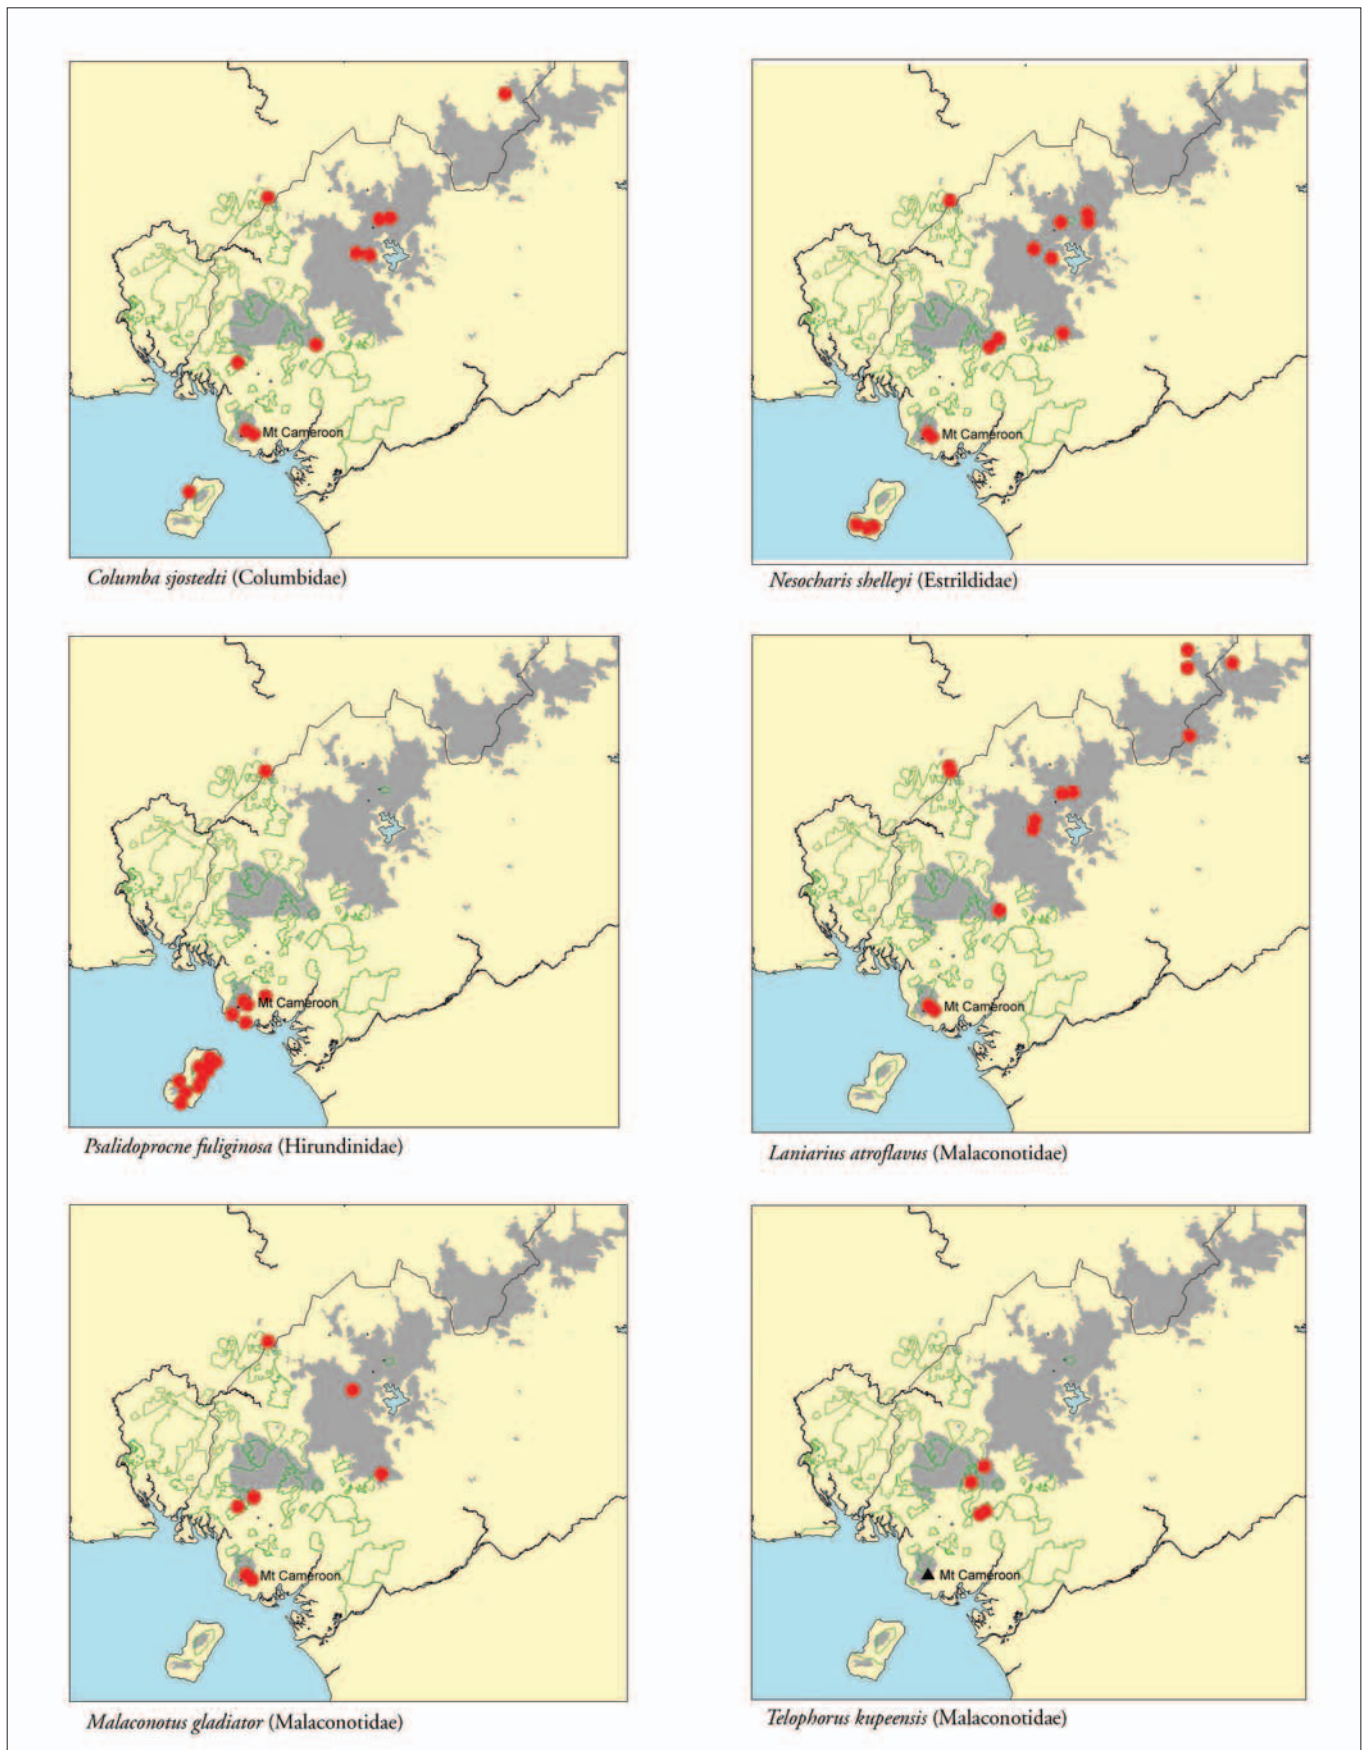 Mt Cameroon
Mt Cameroon
Columba sjostedti (Columbidae)
Nesocharis shelleyi (Estrildidae)
Mt Cameroon
Mt Cameroon
Psalidoprocne fuliginosa (Hirundinidae)
Laniarius atroflavus (Malaconotidae)
Mt Cameroon
Mt Cameroon
Malaconotus gladiator (Malaconotidae)
Telophorus kupeensis (Malaconotidae)